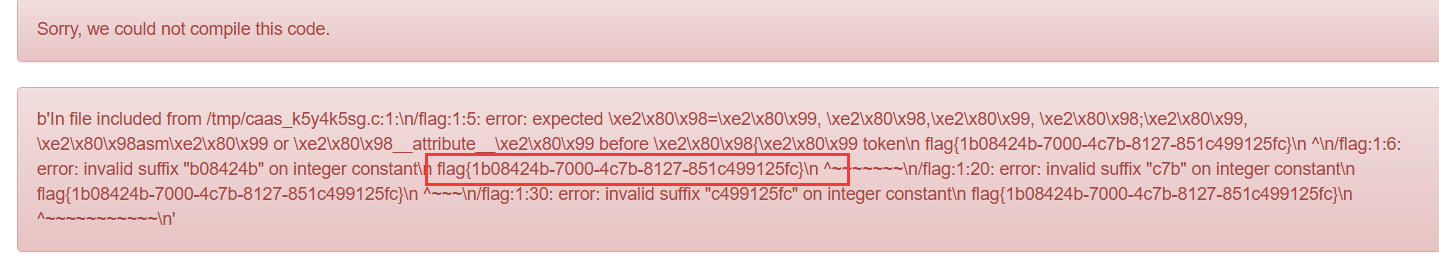 Sorry, we could not compile this code.
b'In file included from /tmp/caas_k5y4k5sg.c:1:\n/flag:1:5: error: expected \xe2\x80\x98=\xe2\x80\x99, \xe2\x80\x98,\xe2\x80\x99, \xe2\x80\x98;\xe2\x80\x99,
\xe2\x80\x98asm\xe2\x80\x99 or \xe2\x80\x98__attribute__\xe2\x80\x99 before \xe2\x80\x98{\xe2\x80\x99 token\n flag{1b08424b-7000-4c7b-8127-851c499125fc}\n ^\n/flag:1:6:
error: invalid suffix "b08424b" on integer constant\n flag{1b08424b-7000-4c7b-8127-851c499125fc}\n ^~~~~~~~\n/flag:1:20: error: invalid suffix "c7b" on integer constant\n
flag{1b08424b-7000-4c7b-8127-851c499125fc}\n ^~~~\n/flag:1:30: error: invalid suffix "c499125fc" on integer constant\n flag{1b08424b-7000-4c7b-8127-851c499125fc}\n
^~~~~~~~~~~~\n'